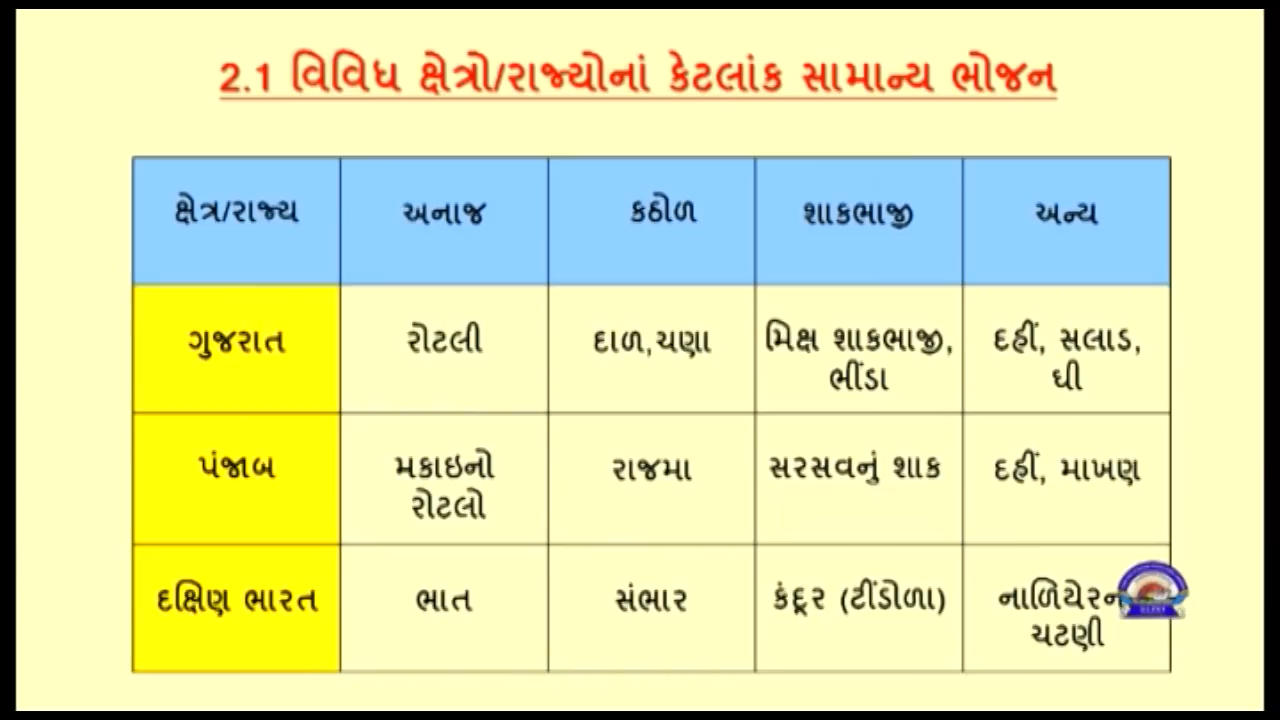 2.1 વિવિધ ક્ષેત્રો/રાજ્યોનાં કેટલાંક સામાન્ય ભોજન
ક્ષેત્ર/રાજ્ય અનાજ કઠોળ શાકભાજી અન્ય
ગુજરાત રોટલી દાળ,ચણા મિક્ષ શાકભાજી, દહીં, સલાડ,
ભીંડા ઘી
પંજાબ મકાઇનો રાજમા સરસવનું શાક દહીં, માખણ
રોટલો
દક્ષિણ ભારત ભાત સંભાર કંદૂર (ટીંડોળા)
ચટણી